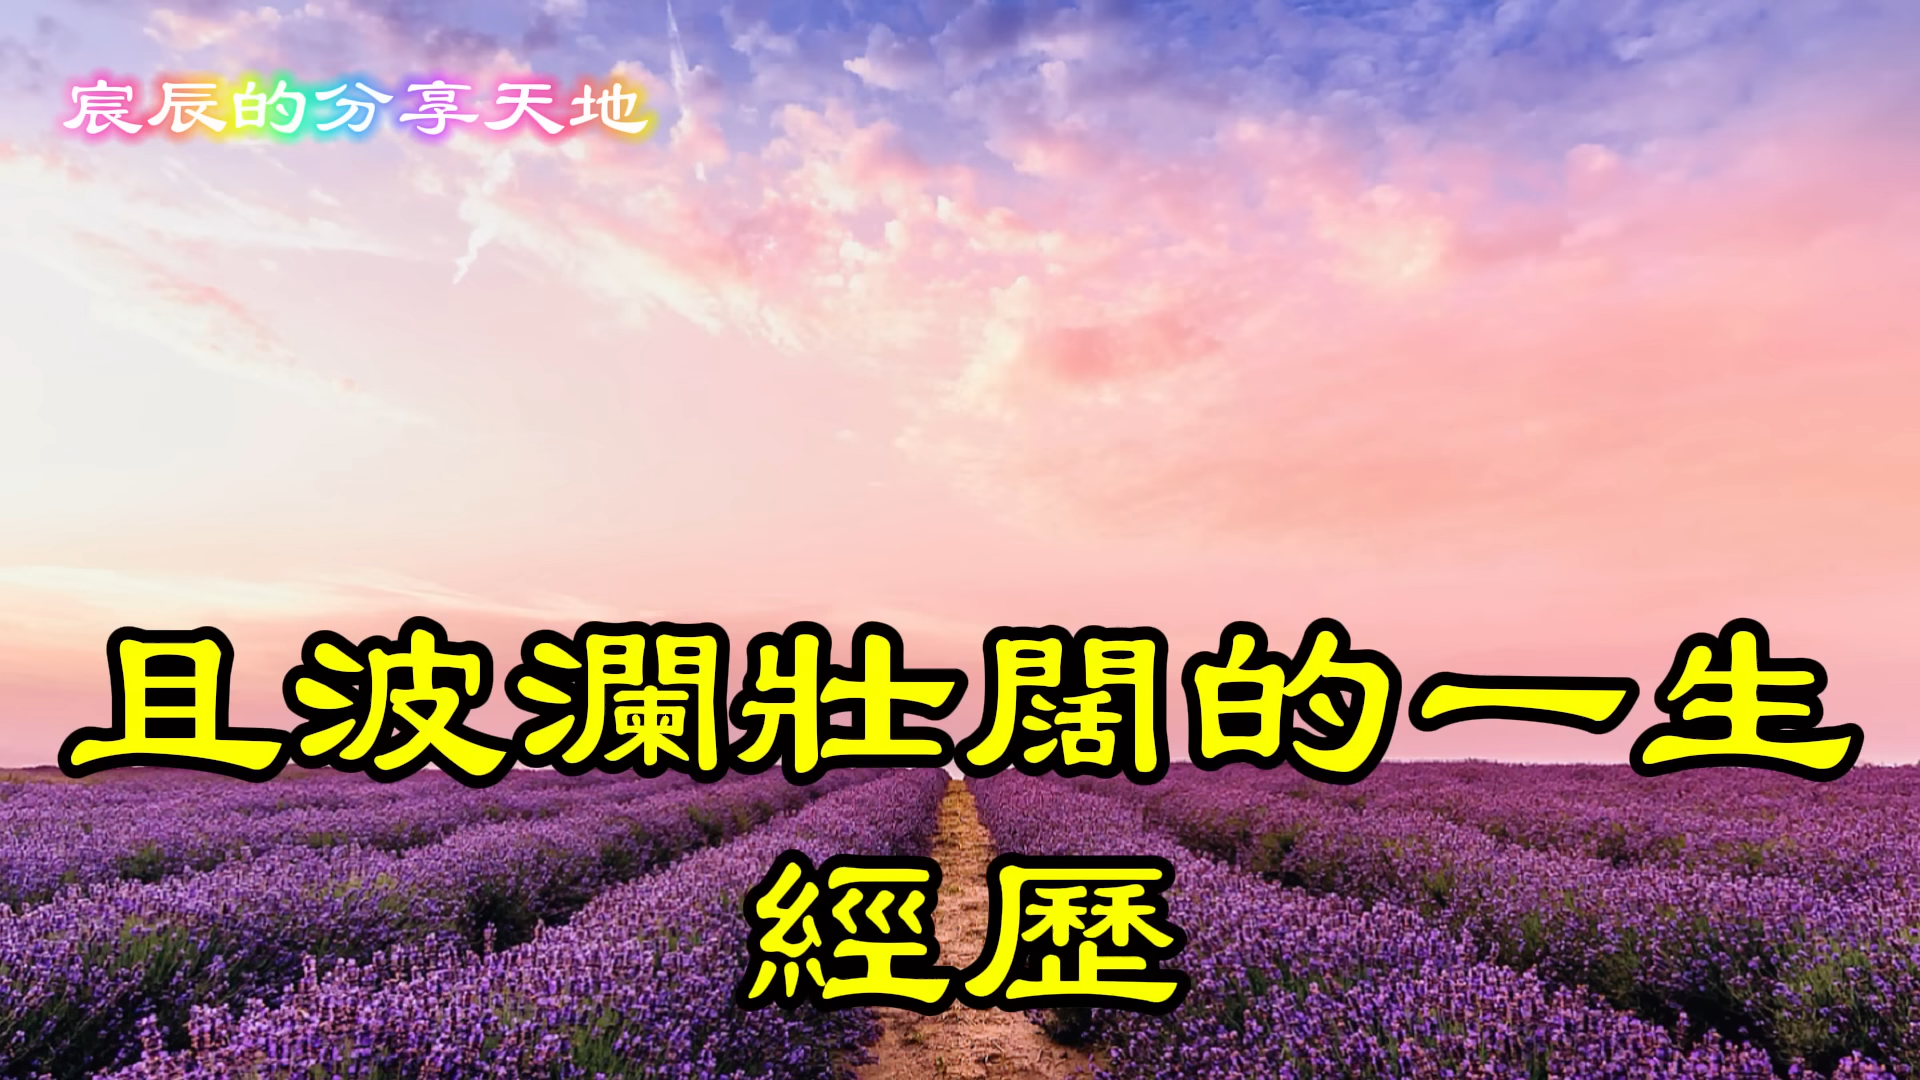 宸辰的分享天地
且波瀾壯闊的一生
經歷